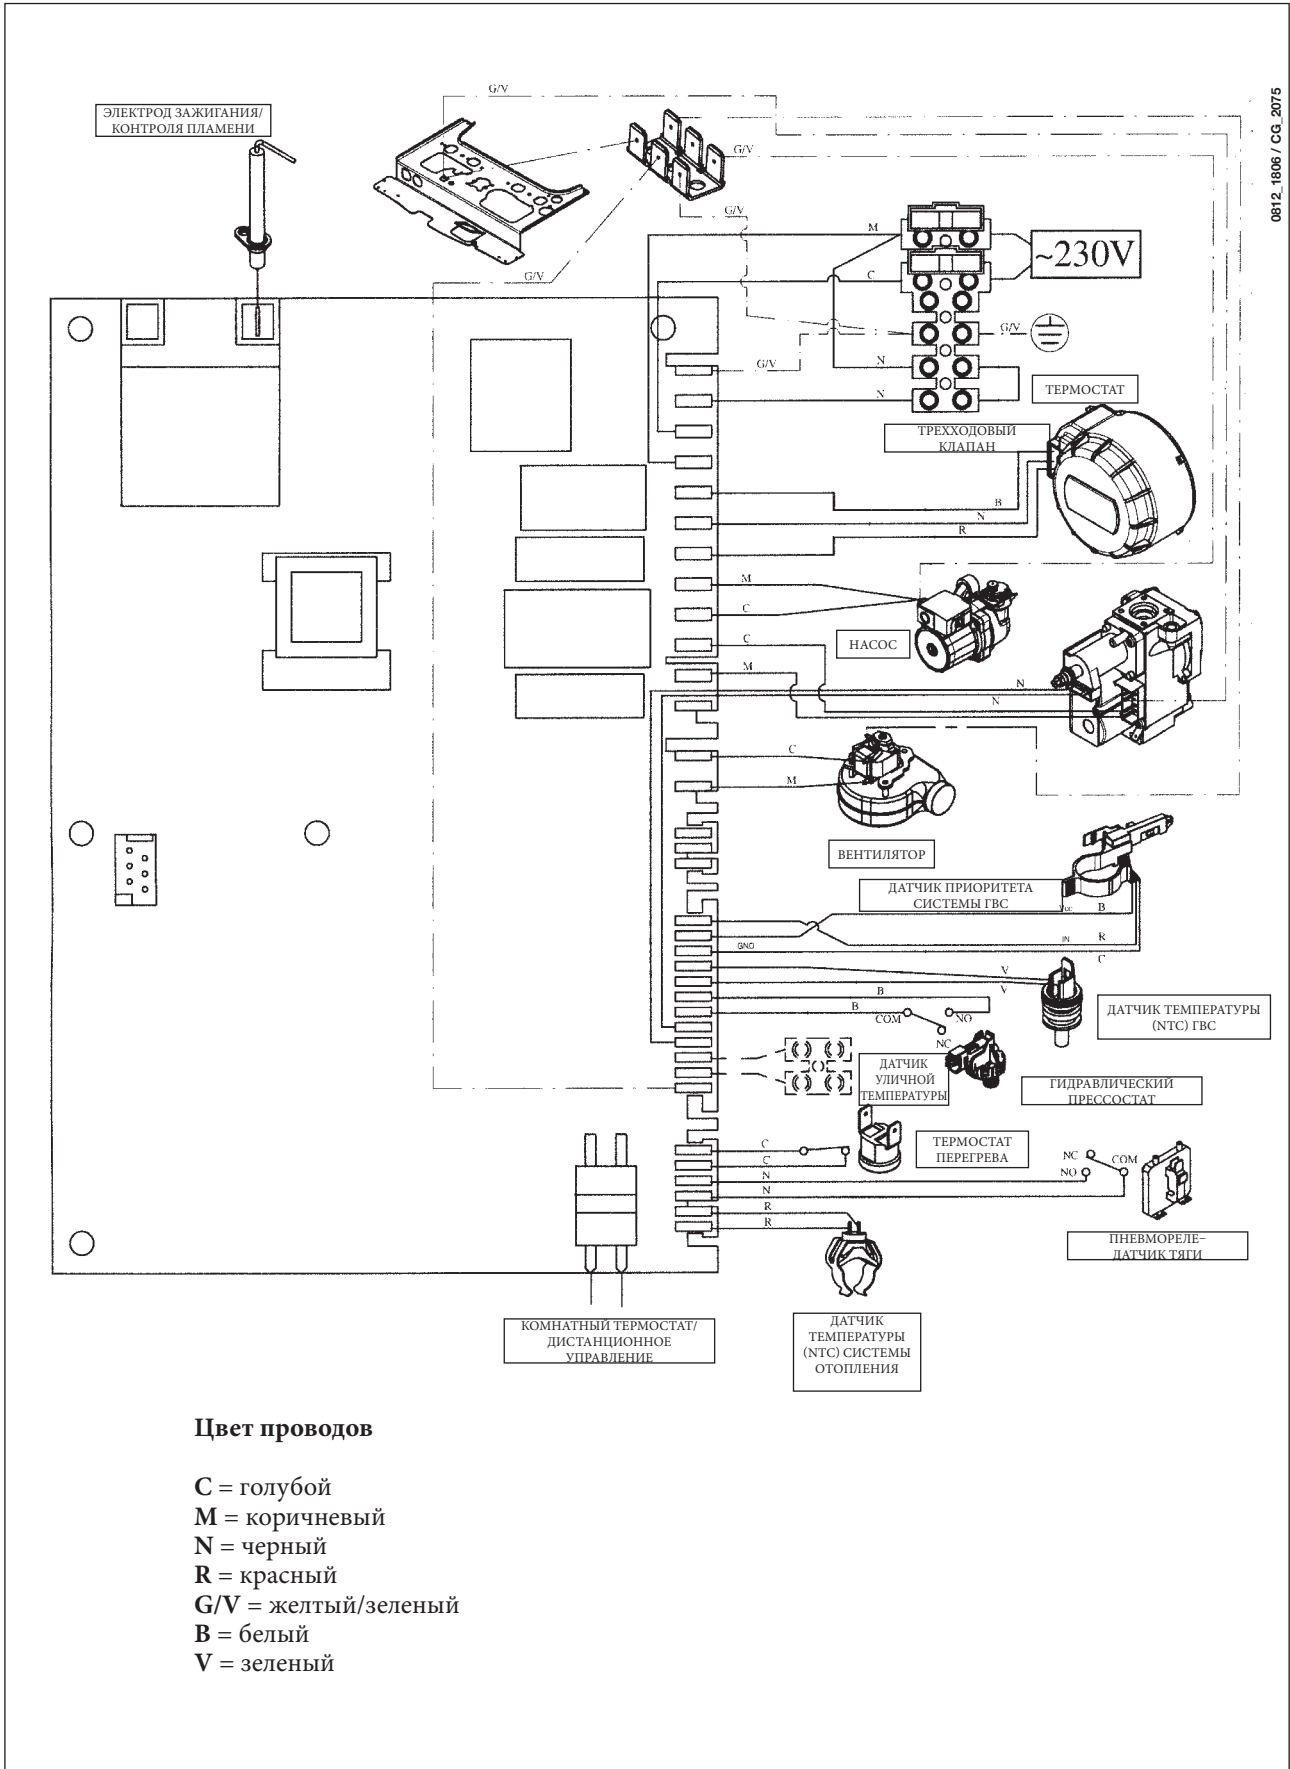 G/V
0812_1806 / CG_2075
ЭЛЕКТРОД ЗАЖИГАНИЯ/
КОНТРОЛЯ ПЛАМЕНИ
G/V
G/V
M
~230V
G/V
C
G/V
G/V
N
ТЕРМОСТАТ
N
ТРЕХХОДОВЫЙ
КЛАПАН
B
N
R
M
C
НАСОС
C
M
N
N
C
M
ВЕНТИЛЯТОР
ДАТЧИК ПРИОРИТЕТА
СИСТЕМЫ ГВС
Vcc
B
IN
R
GND
C
V
V
B
B
COM
NO
NC
ДАТЧИК ТЕМПЕРАТУРЫ
(NTC) ГВС
ДАТЧИК
УЛИЧНОЙ
ТЕМПЕРАТУРЫ
ГИДРАВЛИЧЕСКИЙ
ПРЕССОСТАТ
C
C
ТЕРМОСТАТ
ПЕРЕГРЕВА
NC
COM
NO
N
N
R
R
ПНЕВМОРЕЛЕ-
ДАТЧИК ТЯГИ
КОМНАТНЫЙ ТЕРМОСТАТ/
ДИСТАНЦИОННОЕ
УПРАВЛЕНИЕ
ДАТЧИК
ТЕМПЕРАТУРЫ
(NTC) СИСТЕМЫ
ОТОПЛЕНИЯ
Цвет проводов
C = голубой
M = коричневый
N = черный
R = красный
G/V = желтый/зеленый
B = белый
V = зеленый